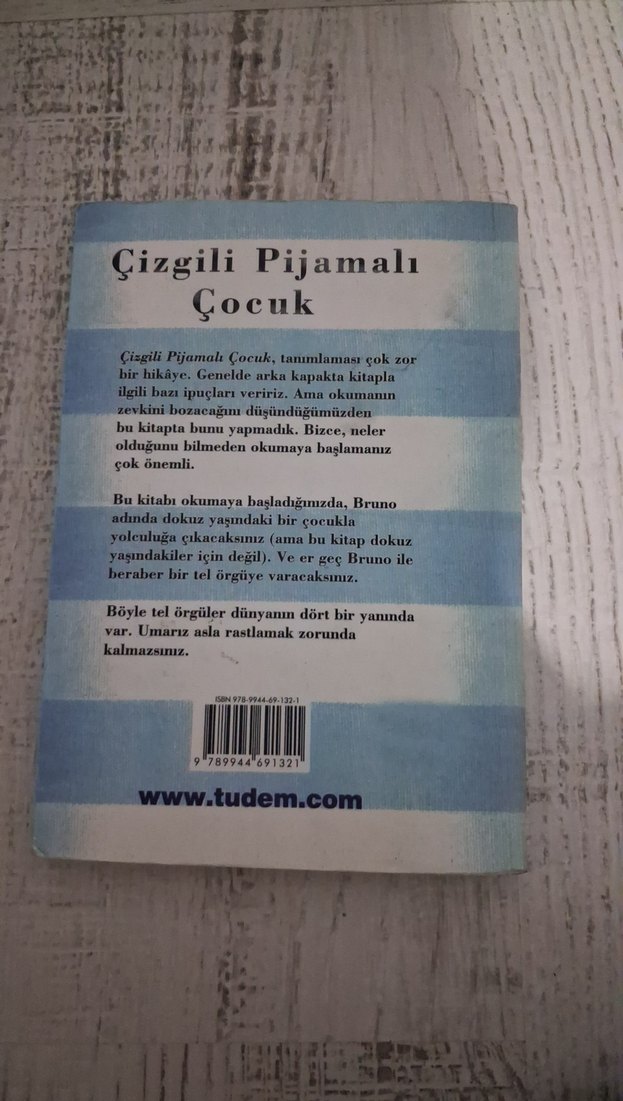 Çizgili Pijamalı
Çocuk
Çizgili Pijamalı Çocuk, tanımlaması çok zor
bir hikâye. Genelde arka kapakta kitapla
ilgili bazı ipuçları veririz. Ama okumanın
zevkini bozacağını düşündüğümüzden
bu kitapta bunu yapmadık. Bizce, neler
olduğunu bilmeden okumaya başlamanız
çok önemli.
Bu kitabı okumaya başladığınızda, Bruno
adında dokuz yaşındaki bir çocukla
yolculuğa çıkacaksınız (ama bu kitap dokuz
yaşındakiler için değil). Ve er geç Bruno ile
beraber bir tel örgüye varacaksınız.
Böyle tel örgüler dünyanın dört bir yanında
var. Umarız asla rastlamak zorunda
kalmazsınız.
ISBN 978-9944-69-132-1
9 789944 691321
www.tudem.com